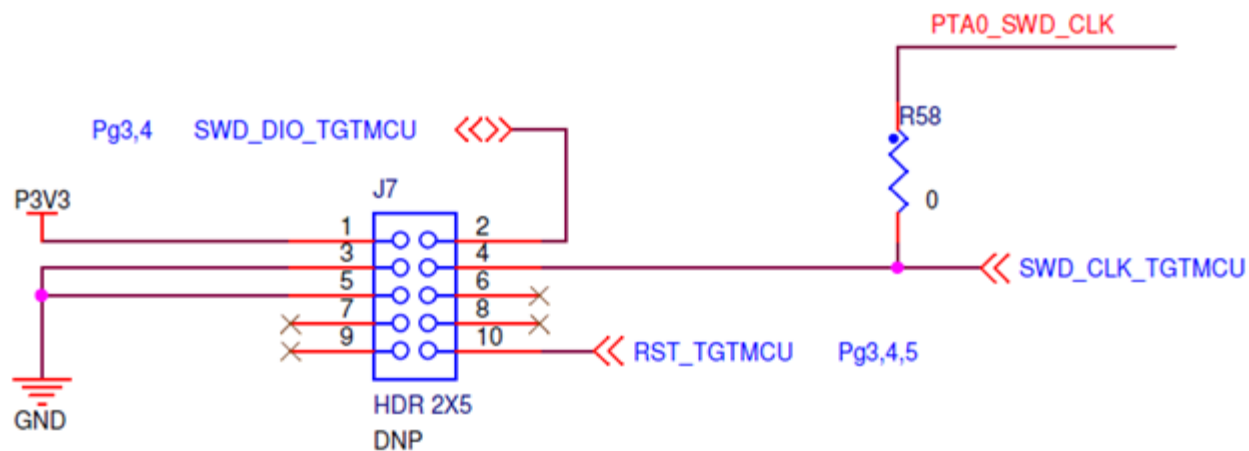 PTA0_SWD_CLK
R58
0
Pg3,4 SWD_DIO_TGTMCU
J7
P3V3
1 2
3 4
5 6
7 8
9 10
SWD_CLK_TGTMCU
RST_TGTMCU Pg3,4,5
GND
HDR 2X5
DNP